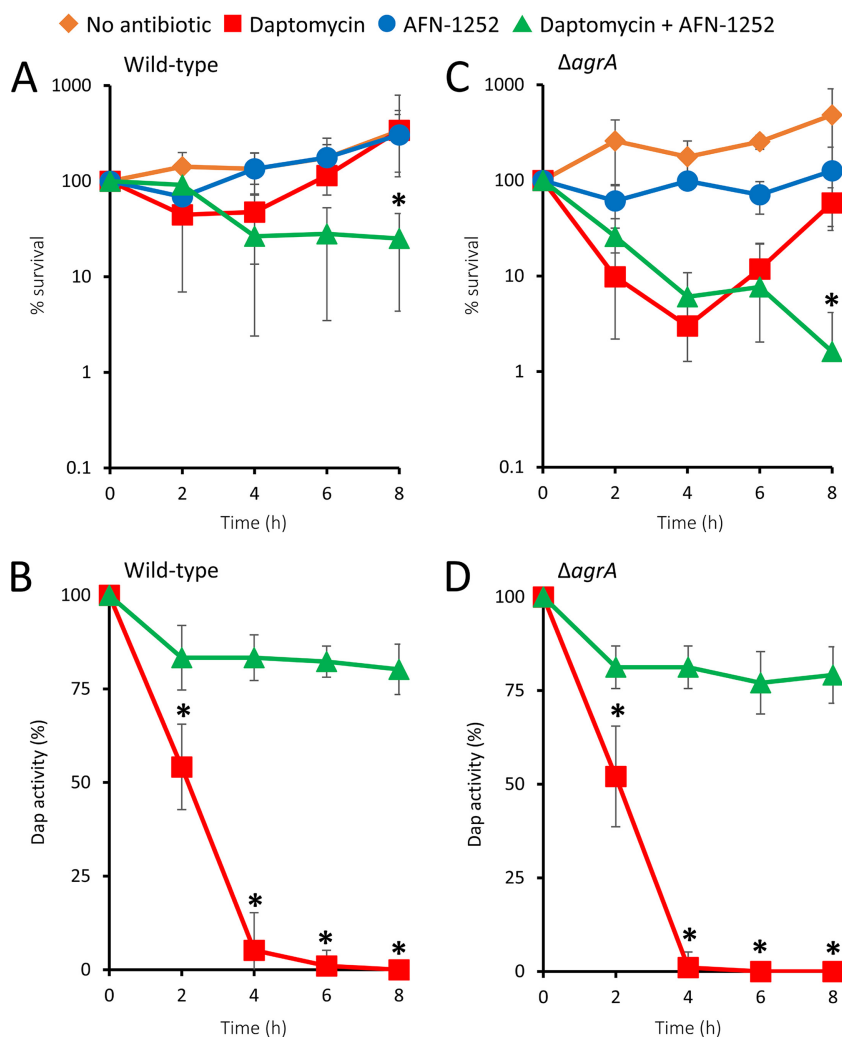 No antibiotic Daptomycin AFN-1252 Daptomycin + AFN-1252
A
Wild-type
1000
100
10
1
0.1
% survival
*
0 2 4 6 8
Time (h)
C
ΔagrA
1000
100
10
1
0.1
% survival
*
0 2 4 6 8
Time (h)
B
Wild-type
100
75
50
25
0
Dap activity (%)
* * * *
0 2 4 6 8
Time (h)
D
ΔagrA
100
75
50
25
0
Dap activity (%)
* * * *
0 2 4 6 8
Time (h)